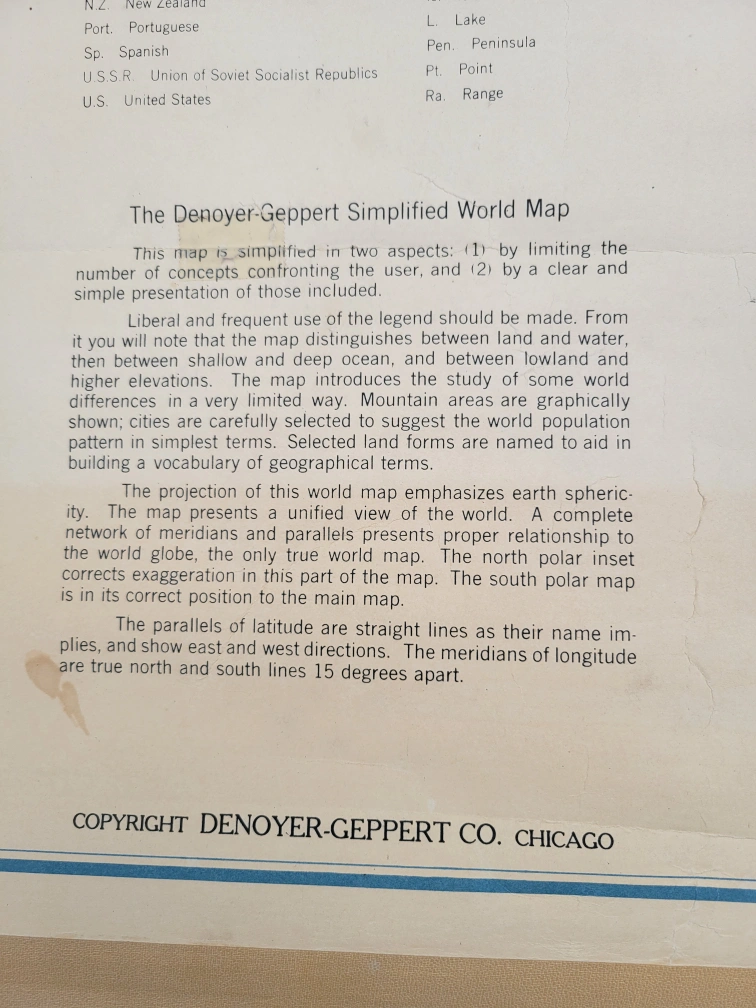 N.Z. New Zealand
Port. Portuguese
Sp. Spanish
U.S.S.R. Union of Soviet Socialist Republics
U.S. United States
L. Lake
Pen. Peninsula
Pt. Point
Ra. Range
The Denoyer-Geppert Simplified World Map
This map is simplified in two aspects: (1) by limiting the
number of concepts confronting the user, and (2) by a clear and
simple presentation of those included.
Liberal and frequent use of the legend should be made. From
it you will note that the map distinguishes between land and water,
then between shallow and deep ocean, and between lowland and
higher elevations. The map introduces the study of some world
differences in a very limited way. Mountain areas are graphically
shown; cities are carefully selected to suggest the world population
pattern in simplest terms. Selected land forms are named to aid in
building a vocabulary of geographical terms.
The projection of this world map emphasizes earth spheric-
ity. The map presents a unified view of the world. A complete
network of meridians and parallels presents proper relationship to
the world globe, the only true world map. The north polar inset
corrects exaggeration in this part of the map. The south polar map
is in its correct position to the main map.
The parallels of latitude are straight lines as their name im-
plies, and show east and west directions. The meridians of longitude
are true north and south lines 15 degrees apart.
COPYRIGHT DENOYER-GEPPERT CO. CHICAGO